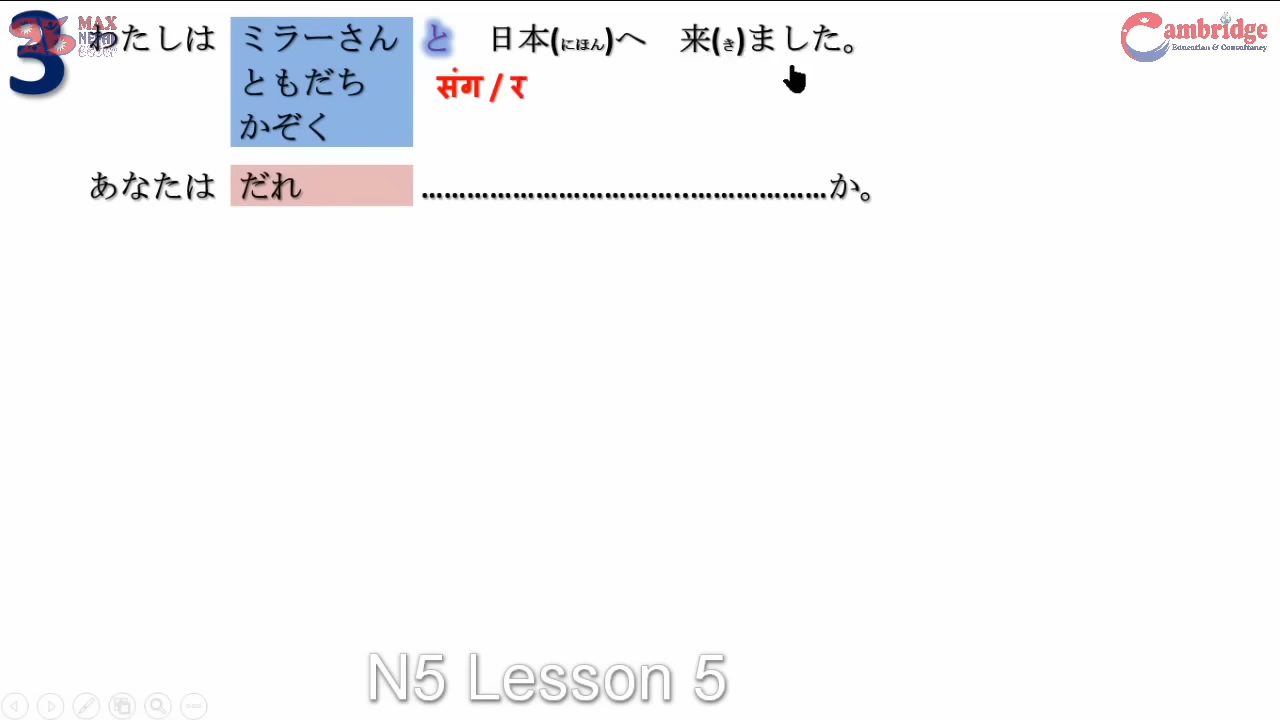 3
MAX
NEPAL
GROUP
わたしは ミラーさん と 日本(にほん)へ 来(き)ました。
ともだち
संग / र
かぞく
あなたは だれ ……………………………………………か。
Cambridge
Education & Consultancy
N5 Lesson 5